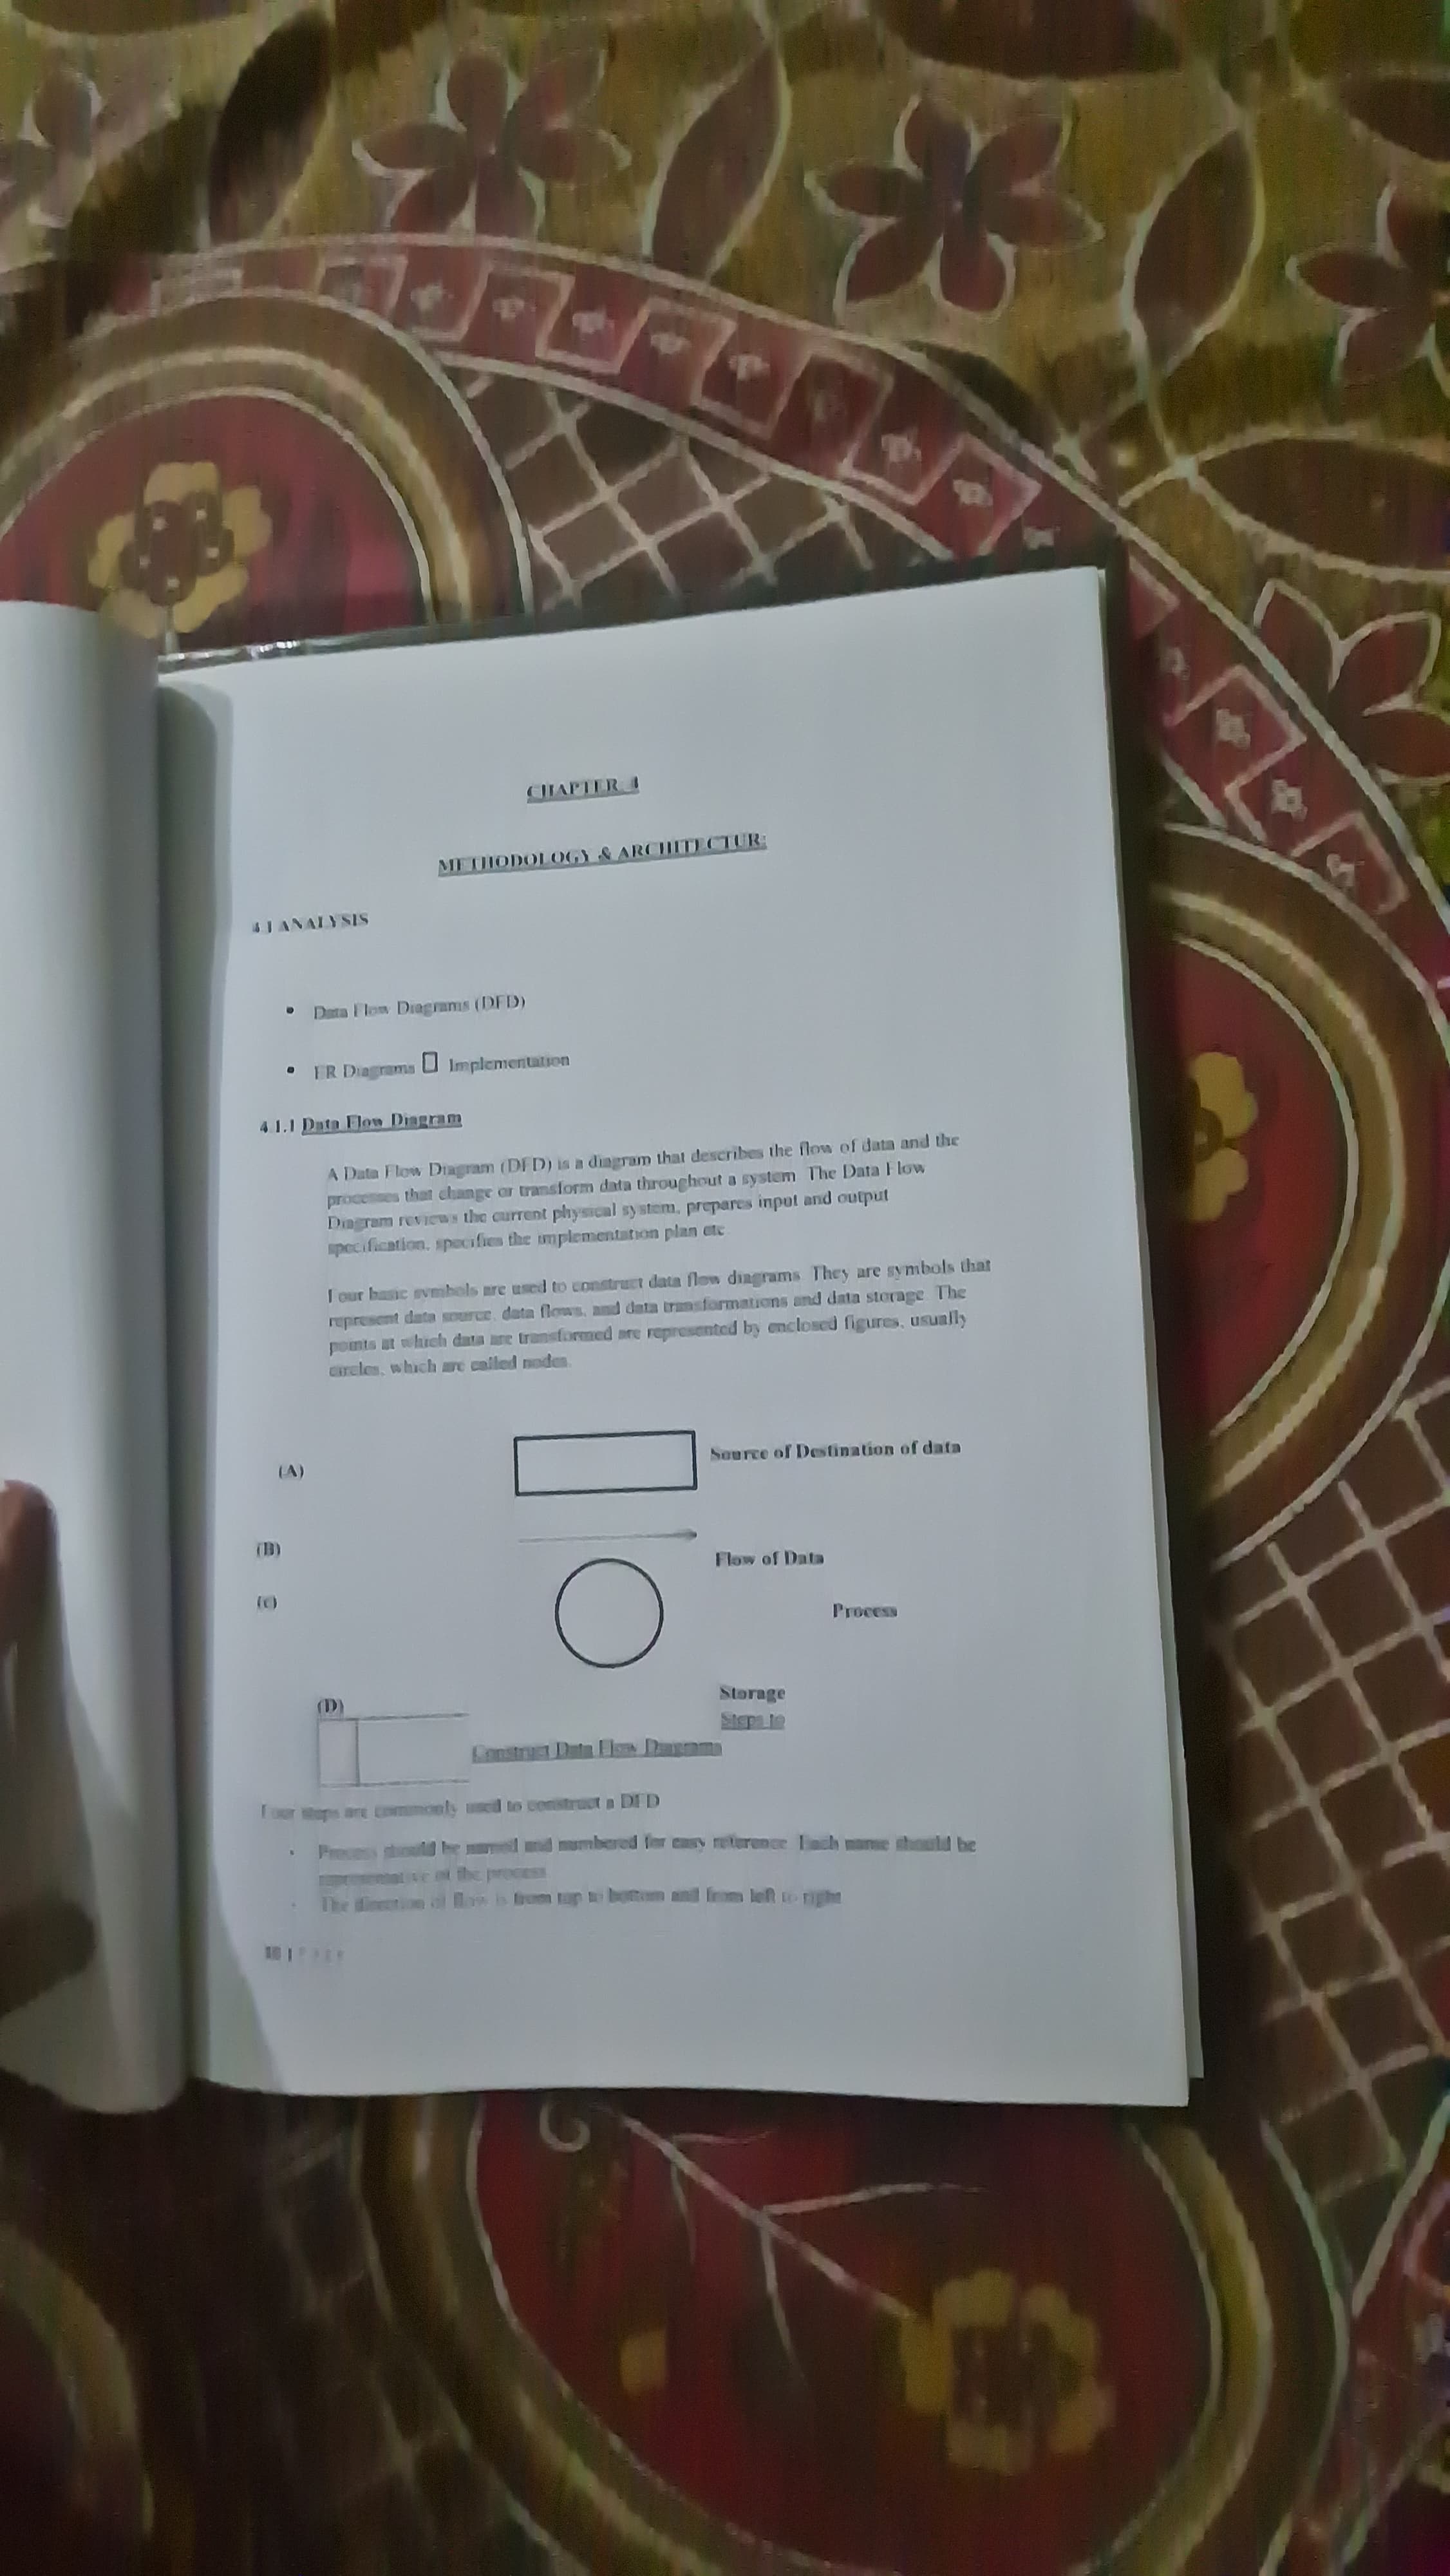 CHAPTER 4
METHODOLOGY & ARCHITECTUR:
4.1 ANALYSIS
• Data Flow Diagrams (DFD)
• ER Diagrams Implementation
4.1.1 Data Flow Diagram
A Data Flow Diagram (DFD) is a diagram that describes the flow of data and the
processes that change or transform data throughout a system. The Data Flow
Diagram reviews the current physical system, prepares input and output
specification, specifies the implementation plan etc.
Four basic symbols are used to construct data flow diagrams. They are symbols that
represent data source, data flows, and data transformations and data storage. The
points at which data are transformed are represented by enclosed figures, usually
circles, which are called nodes.
(A) Source of Destination of data
(B) Flow of Data
(c) Process
(D) Storage
Steps to
Construct Data Flow Diagrams
Four steps are commonly used to construct a DFD
• Process should be named and numbered for easy reference. Each name should be
representative of the process.
• The direction of flow is from top to bottom and from left to right.
| Page